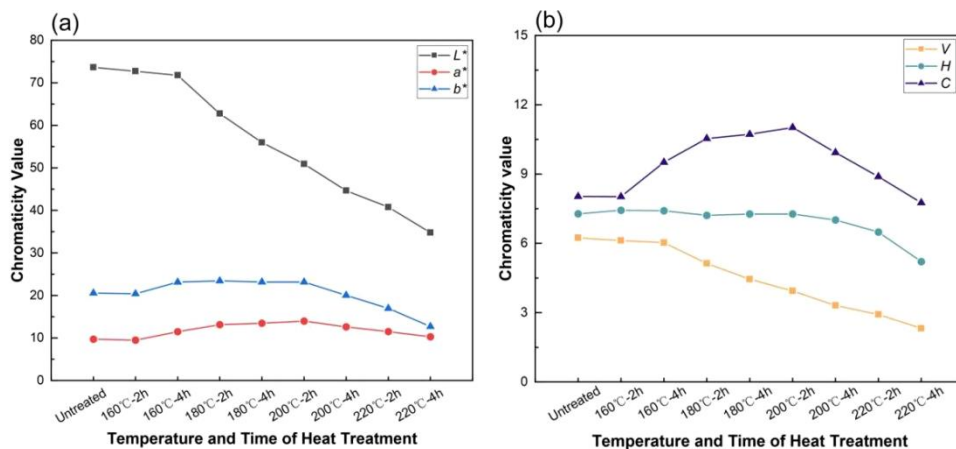 (a)
80
70
60
50
40
30
20
10
0
Chromaticity Value
L*
a*
b*
Untreated
160℃-2h
160℃-4h
180℃-2h
180℃-4h
200℃-2h
200℃-4h
220℃-2h
220℃-4h
Temperature and Time of Heat Treatment
(b)
15
12
9
6
3
0
Chromaticity value
V
H
C
Untreated
160℃-2h
160℃-4h
180℃-2h
180℃-4h
200℃-2h
200℃-4h
220℃-2h
220℃-4h
Temperature and Time of Heat Treatment